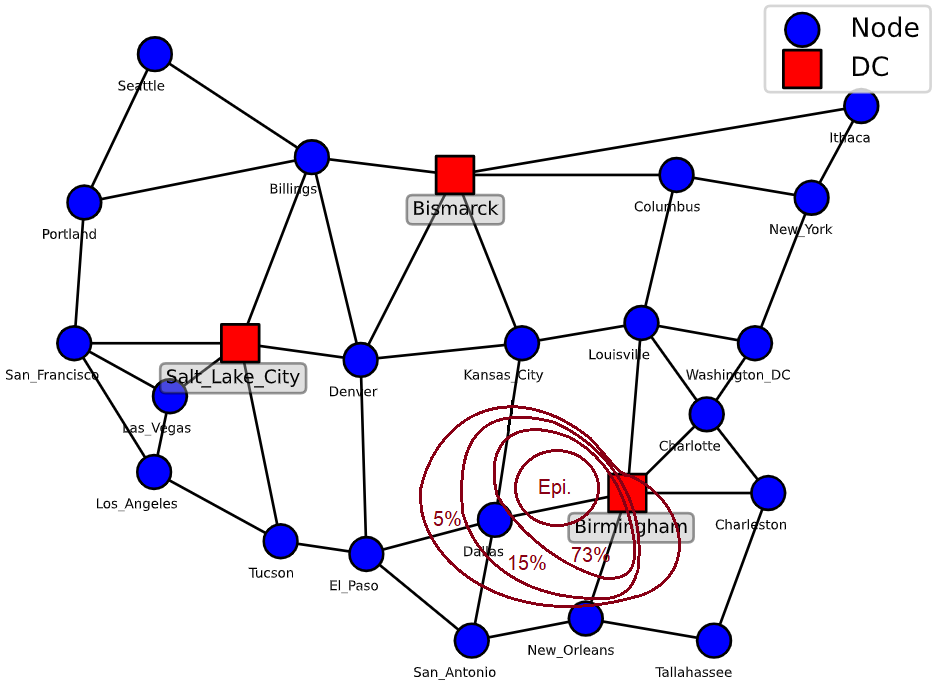 Node
DC
Seattle
Ithaca
Billings
Bismarck
Columbus
Portland
New_York
San_Francisco
Salt_Lake_City
Denver
Kansas_City
Louisville
Washington_DC
Las_Vegas
Charlotte
Los_Angeles
Epi.
5%
Birmingham
Charleston
Dallas
15%
73%
Tucson
El_Paso
San_Antonio
New_Orleans
Tallahassee